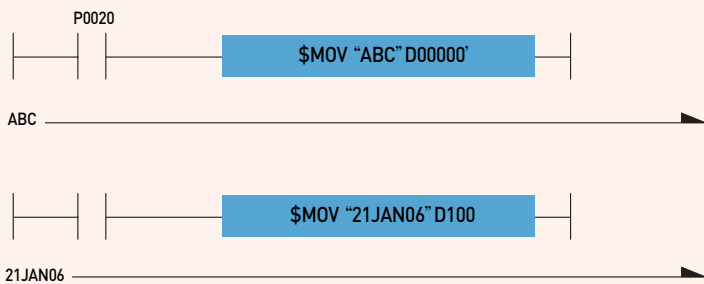 P0020
$MOV “ABC” D00000'
ABC
$MOV “21JAN06” D100
21JAN06